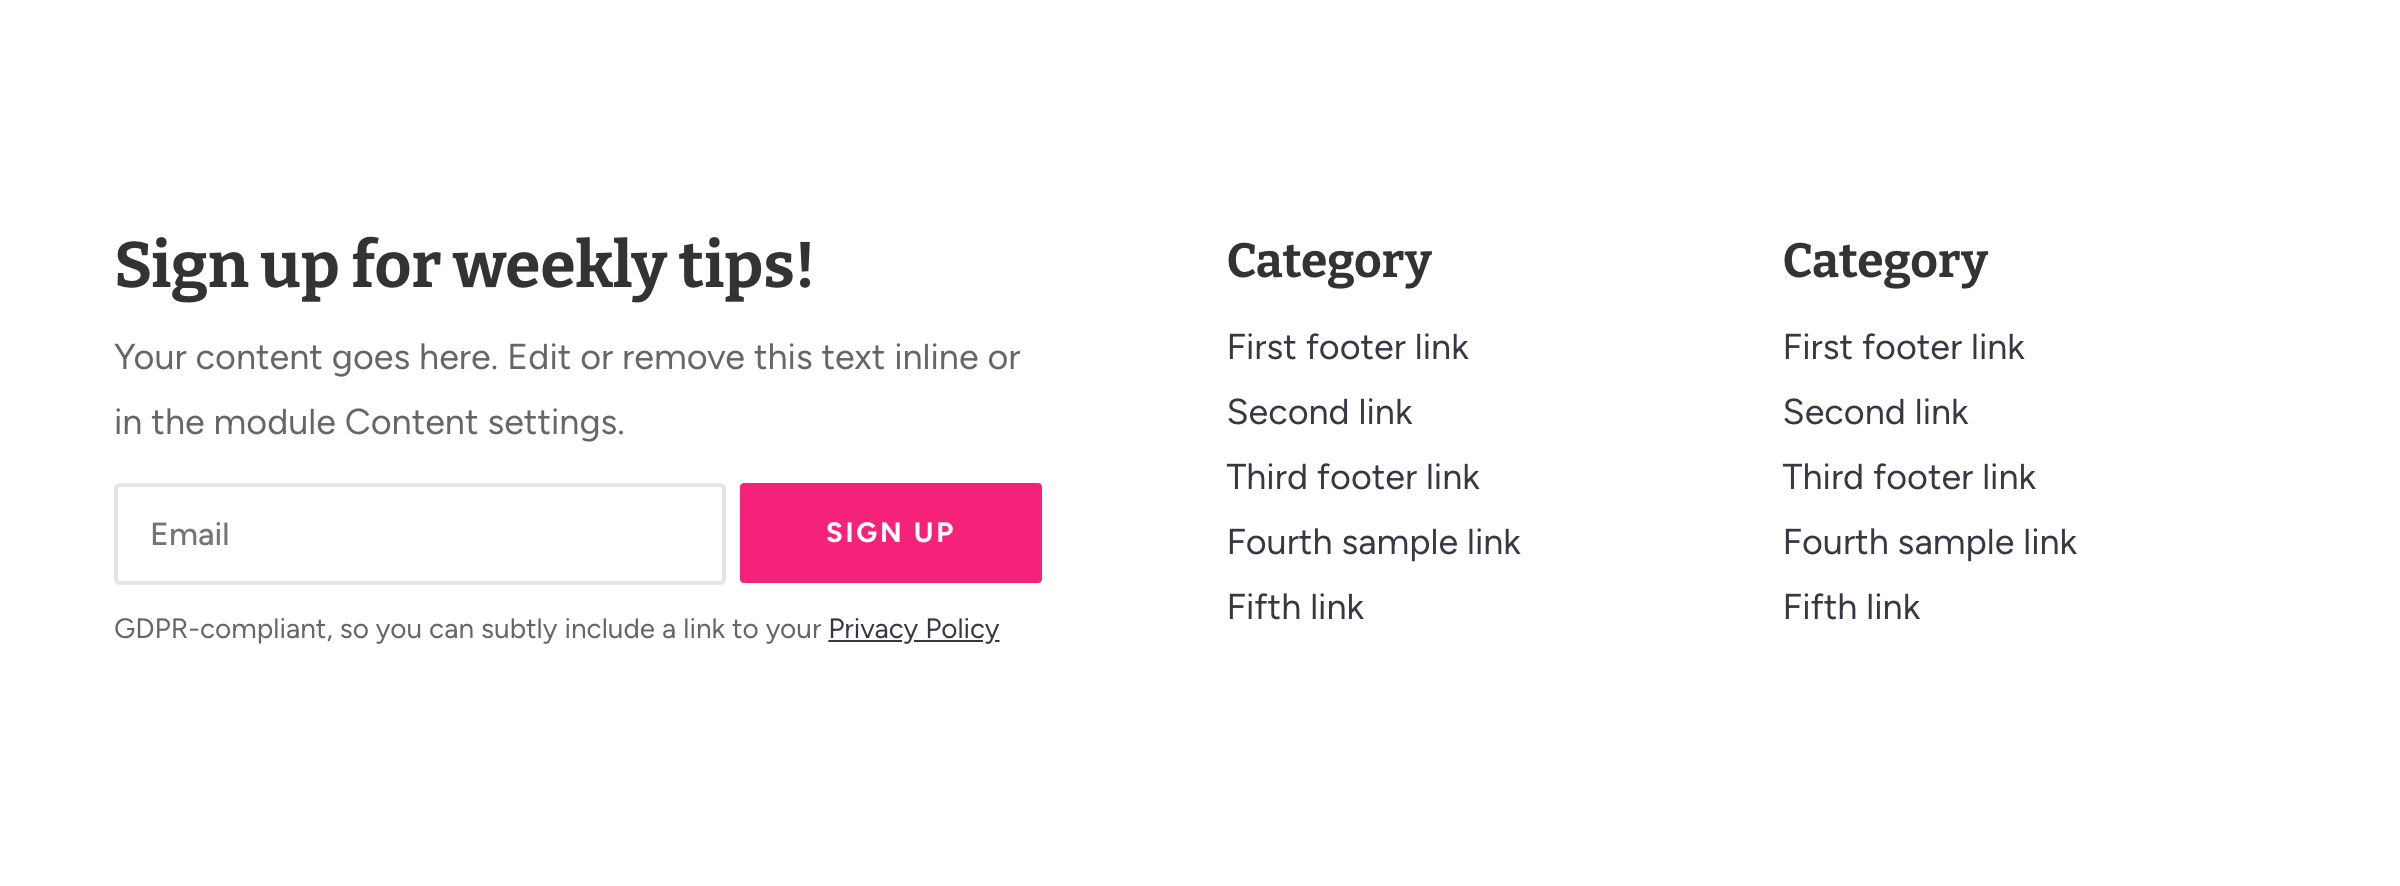 Sign up for weekly tips!
Your content goes here. Edit or remove this text inline or
in the module Content settings.
Email
SIGN UP
GDPR-compliant, so you can subtly include a link to your Privacy Policy
Category
First footer link
Second link
Third footer link
Fourth sample link
Fifth link
Category
First footer link
Second link
Third footer link
Fourth sample link
Fifth link